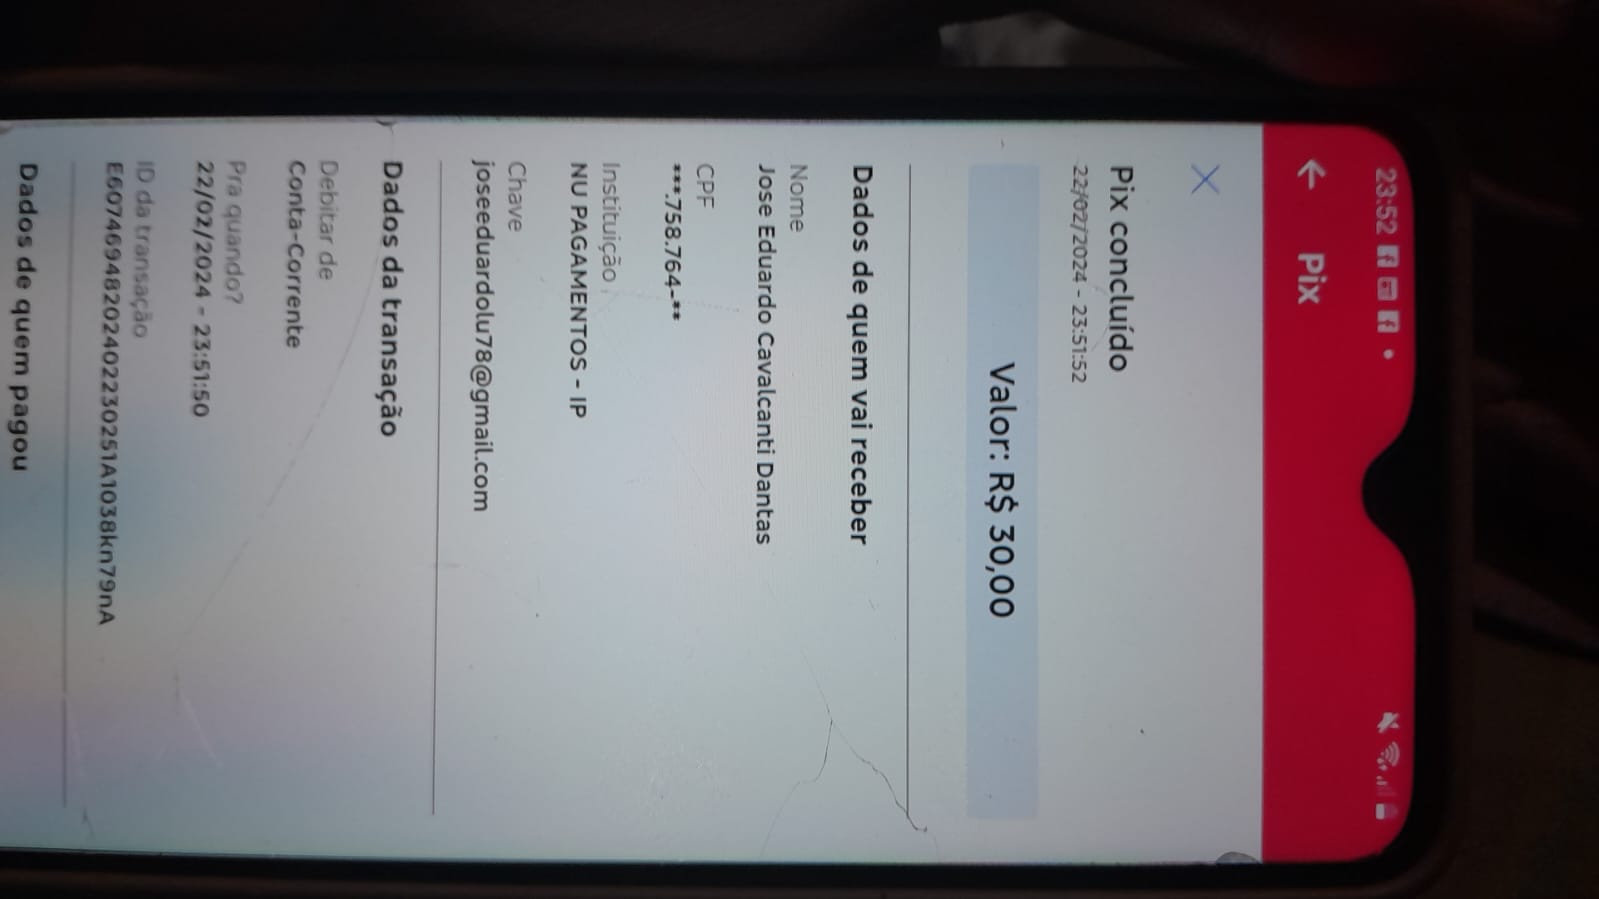 23:52
Pix
Pix concluído
22/02/2024 - 23:51:52
Valor: R$ 30,00
Dados de quem vai receber
Nome
Jose Eduardo Cavalcanti Dantas
CPF
***.758.764-**
Instituição
NU PAGAMENTOS - IP
Chave
joseeduardolu78@gmail.com
Dados da transação
Debitar de
Conta-Corrente
Pra quando?
22/02/2024 - 23:51:50
ID da transação
E60746948202402230251A1038kn79nA
Dados de quem pagou